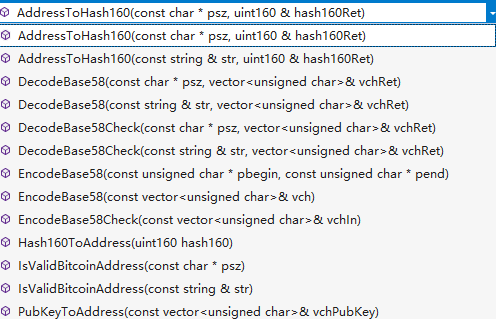 AddressToHash160(const char * psz, uint160 & hash160Ret)
AddressToHash160(const char * psz, uint160 & hash160Ret)
AddressToHash160(const string & str, uint160 & hash160Ret)
DecodeBase58(const char * psz, vector<unsigned char>& vchRet)
DecodeBase58(const string & str, vector<unsigned char>& vchRet)
DecodeBase58Check(const char * psz, vector<unsigned char>& vchRet)
DecodeBase58Check(const string & str, vector<unsigned char>& vchRet)
EncodeBase58(const unsigned char * pbegin, const unsigned char * pend)
EncodeBase58(const vector<unsigned char>& vch)
EncodeBase58Check(const vector<unsigned char>& vchIn)
Hash160ToAddress(uint160 hash160)
IsValidBitcoinAddress(const char * psz)
IsValidBitcoinAddress(const string & str)
PubKeyToAddress(const vector<unsigned char>& vchPubKey)